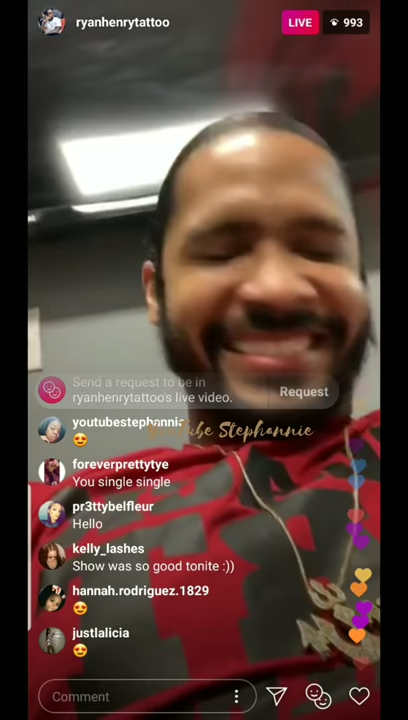 ryanhenrytattoo
LIVE
993
Send a request to be in
ryanhenrytattoo's live video.
Request
youtubestephannie
YouTube Stephannie
foreverprettytye
You single single
pr3ttybelfleur
Hello
kelly_lashes
Show was so good tonite :))
hannah.rodriguez.1829
justlalicia
Comment